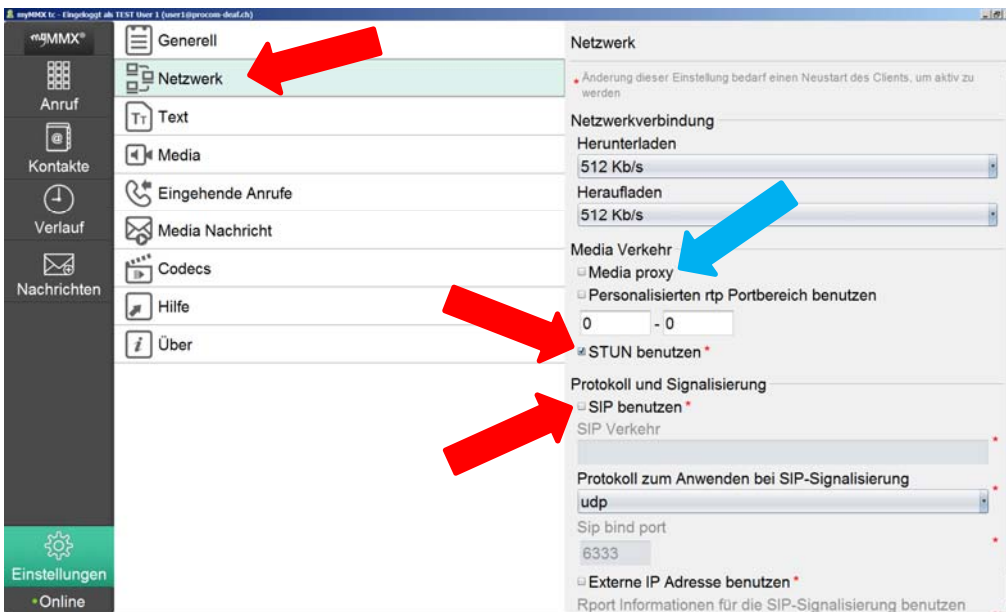 myMMX tc - Eingeloggt als TEST User 1 (user1@procom-deaf.ch)
myMMX®
Anruf
Kontakte
Verlauf
Nachrichten
Einstellungen
•Online
Generell
Netzwerk
Text
Media
Eingehende Anrufe
Media Nachricht
Codecs
Hilfe
Über
Netzwerk
* Änderung dieser Einstellung bedarf einen Neustart des Clients, um aktiv zu
werden
Netzwerkverbindung
Herunterladen
512 Kb/s
Heraufladen
512 Kb/s
Media Verkehr
Media proxy
Personalisierten rtp Portbereich benutzen
0 - 0
STUN benutzen *
Protokoll und Signalisierung
SIP benutzen *
SIP Verkehr
*
Protokoll zum Anwenden bei SIP-Signalisierung
*
udp
Sip bind port
*
6333
Externe IP Adresse benutzen *
Rport Informationen für die SIP-Signalisierung benutzen